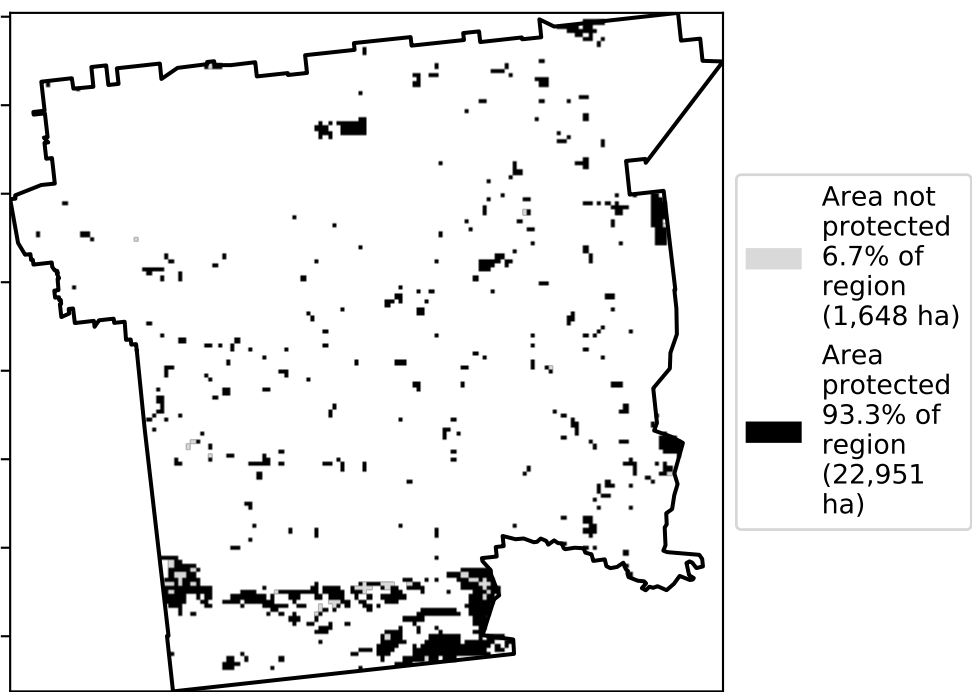 Area not
protected
6.7% of
region
(1,648 ha)
Area
protected
93.3% of
region
(22,951
ha)